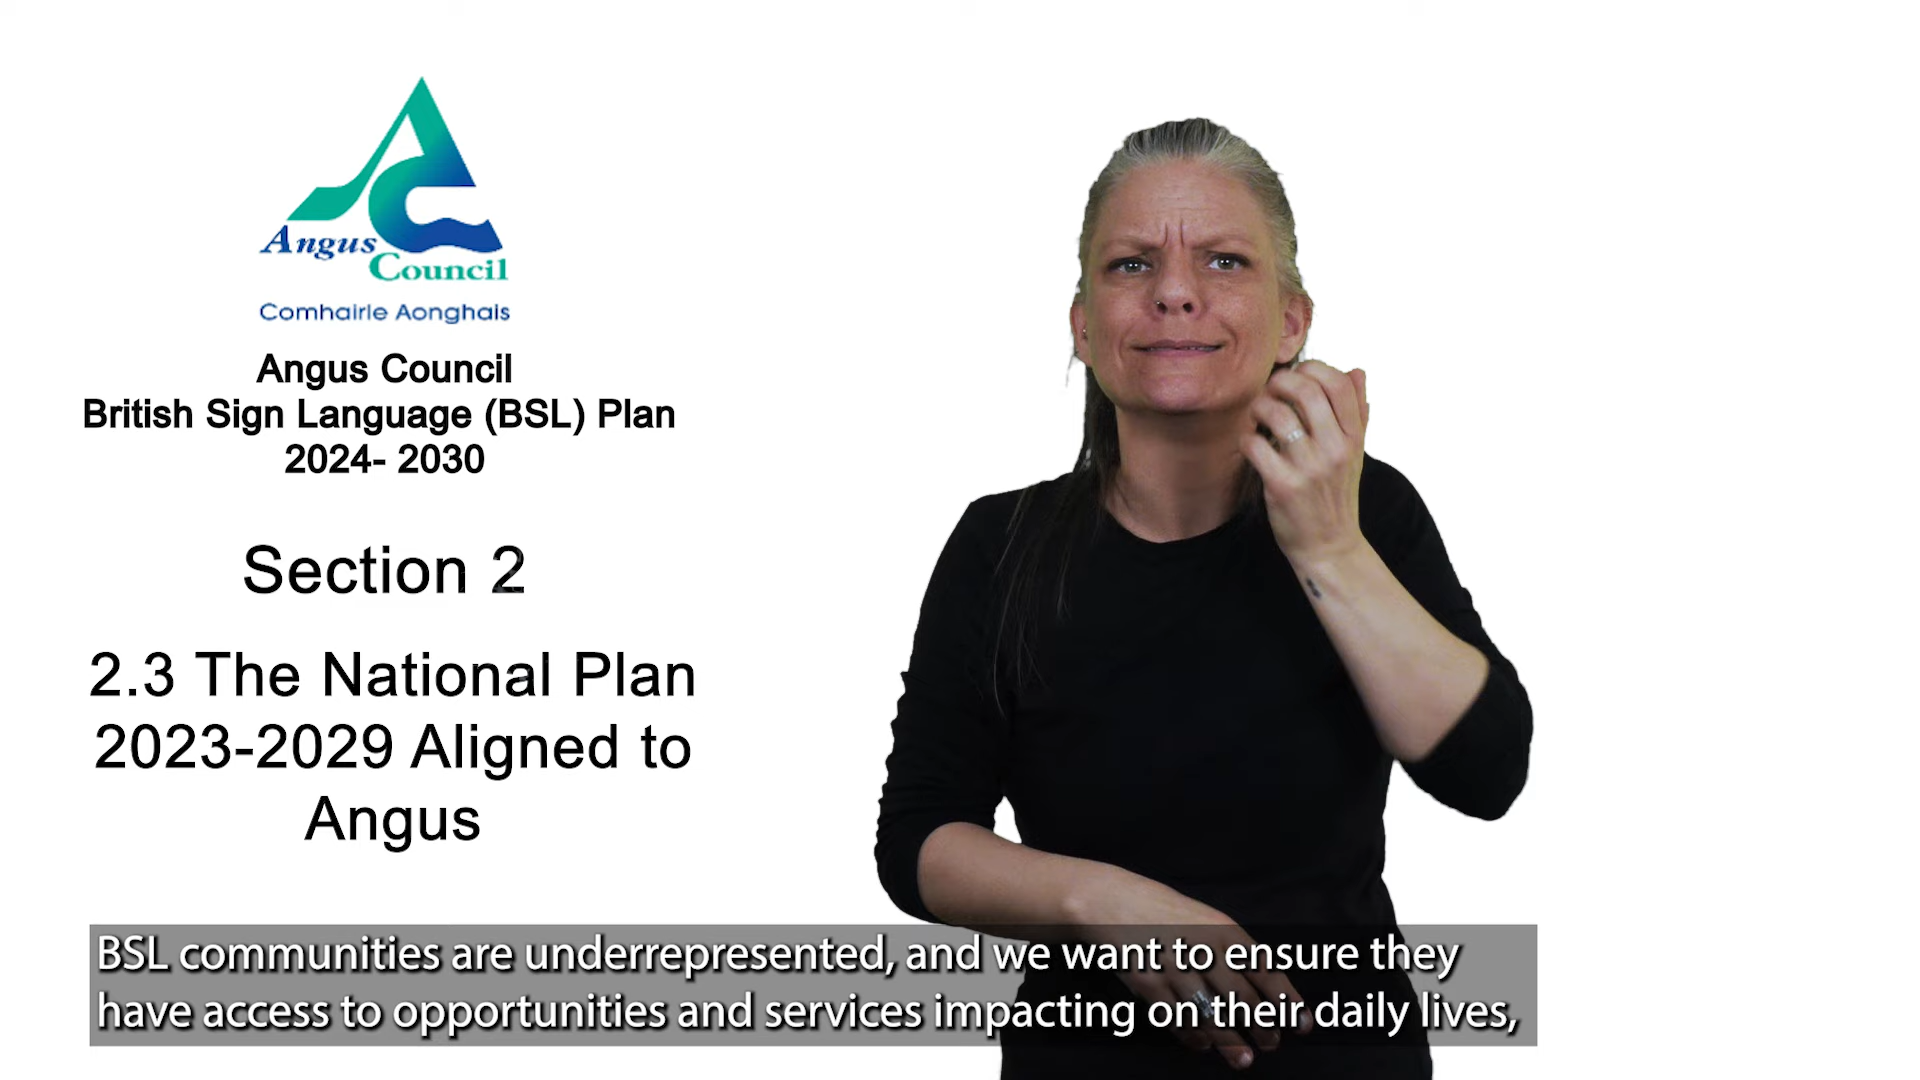 Angus
Council
Comhairle Aonghais
Angus Council
British Sign Language (BSL) Plan
2024- 2030
Section 2
2.3 The National Plan
2023-2029 Aligned to
Angus
BSL communities are underrepresented, and we want to ensure they
have access to opportunities and services impacting on their daily lives,